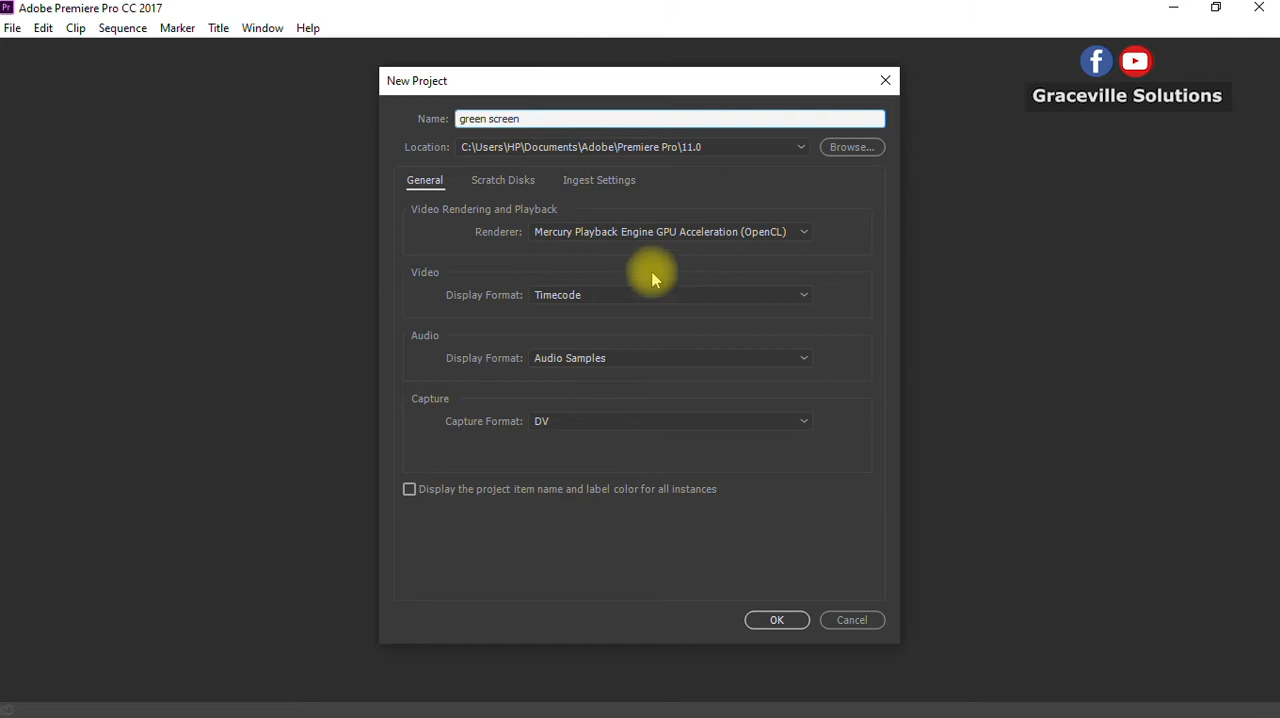 Pr Adobe Premiere Pro CC 2017
File Edit Clip Sequence Marker Title Window Help
Graceville Solutions
New Project
Name: green screen
Location: C:\Users\HP\Documents\Adobe\Premiere Pro\11.0 Browse...
General Scratch Disks Ingest Settings
Video Rendering and Playback
Renderer: Mercury Playback Engine GPU Acceleration (OpenCL)
Video
Display Format: Timecode
Audio
Display Format: Audio Samples
Capture
Capture Format: DV
Display the project item name and label color for all instances
OK Cancel